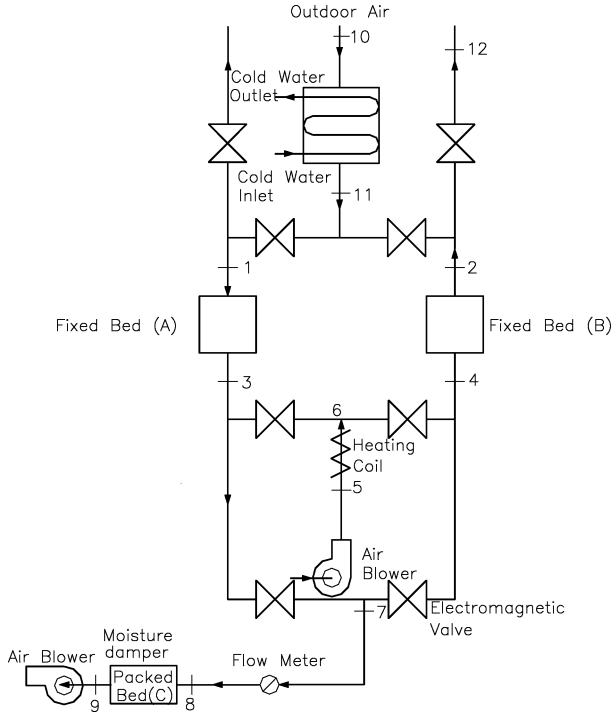 Outdoor Air
10
12
Cold Water
Outlet
Cold Water
Inlet
11
1
2
Fixed Bed (A)
Fixed Bed (B)
3
4
6
Heating
Coil
5
Air
Blower
7
Electromagnetic
Valve
Moisture
damper
Air Blower
Flow Meter
Packed
Bed(C)
9
8